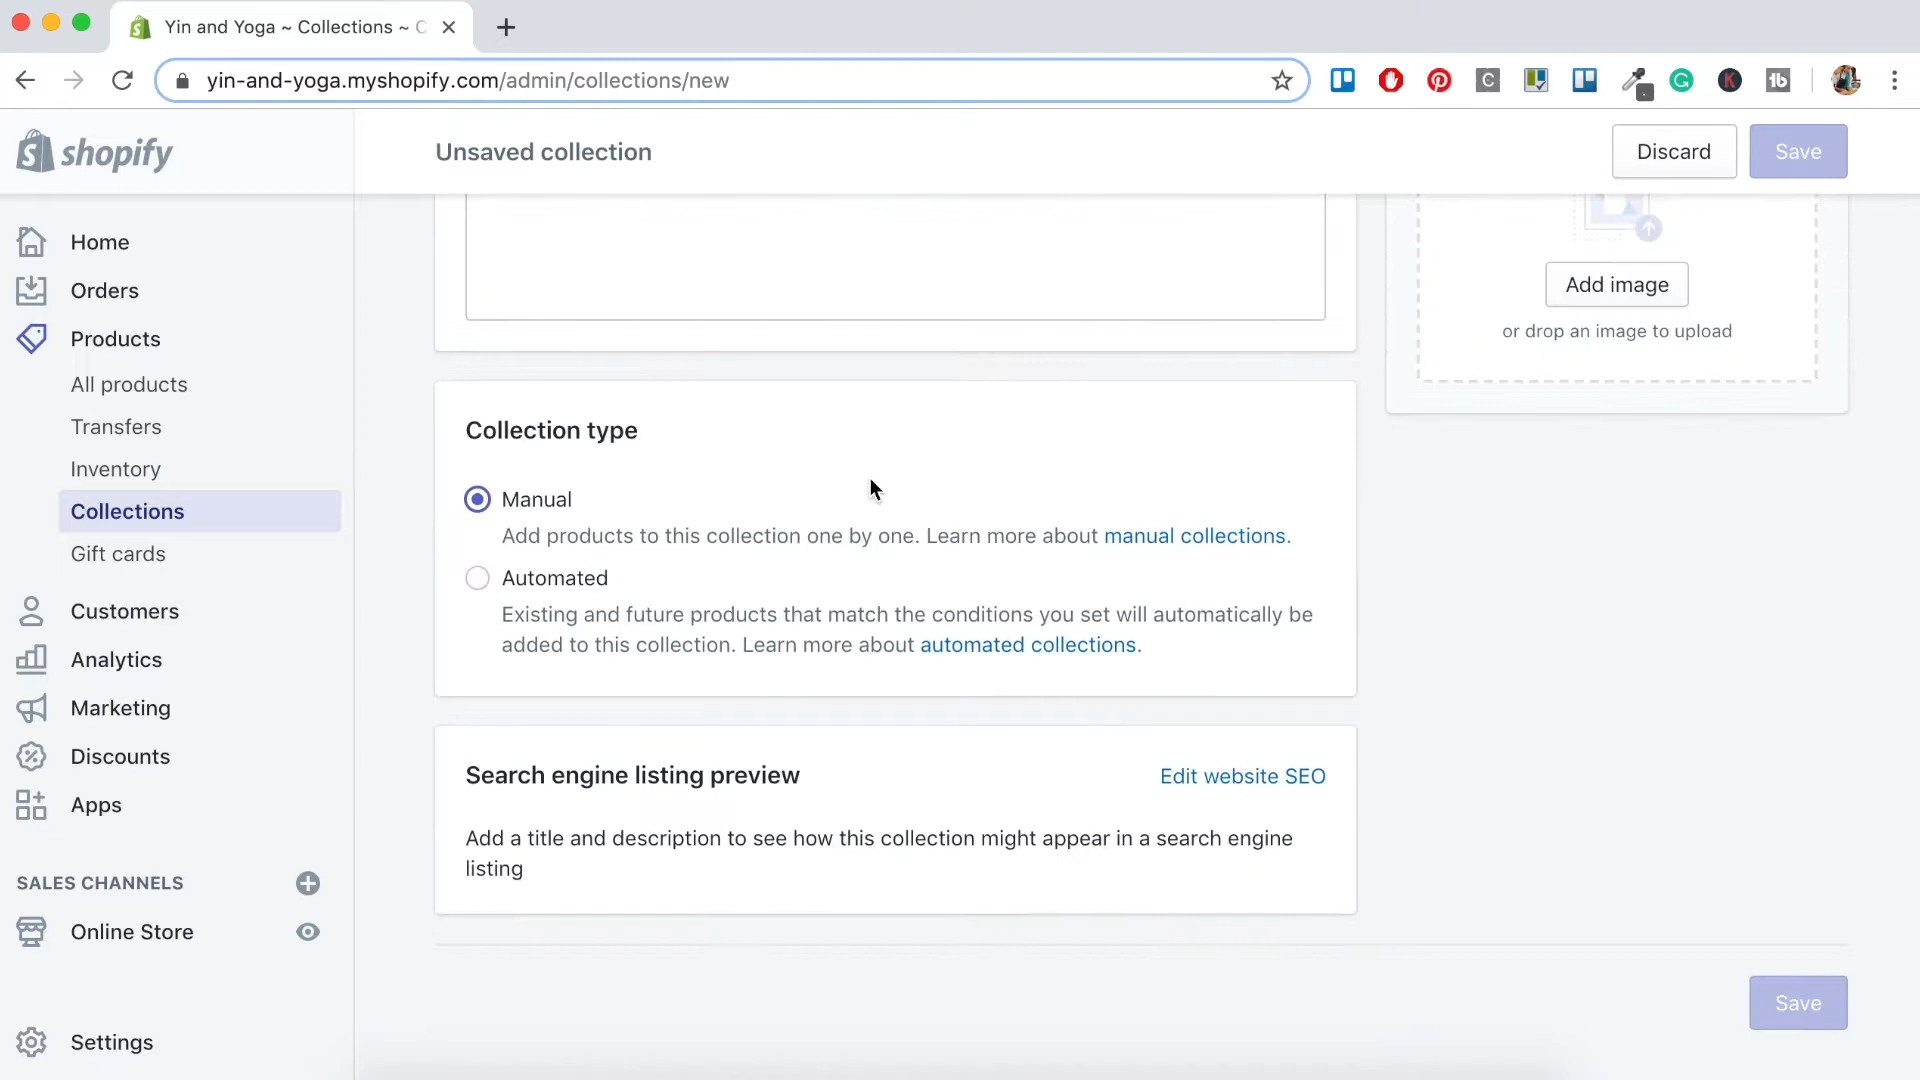 Yin and Yoga ~ Collections ~ C
yin-and-yoga.myshopify.com/admin/collections/new
shopify
Unsaved collection
Discard
Save
Home
Orders
Products
All products
Transfers
Inventory
Collections
Gift cards
Customers
Analytics
Marketing
Discounts
Apps
SALES CHANNELS
Online Store
Settings
Add image
or drop an image to upload
Collection type
Manual
Add products to this collection one by one. Learn more about manual collections.
Automated
Existing and future products that match the conditions you set will automatically be
added to this collection. Learn more about automated collections.
Search engine listing preview
Edit website SEO
Add a title and description to see how this collection might appear in a search engine
listing
Save